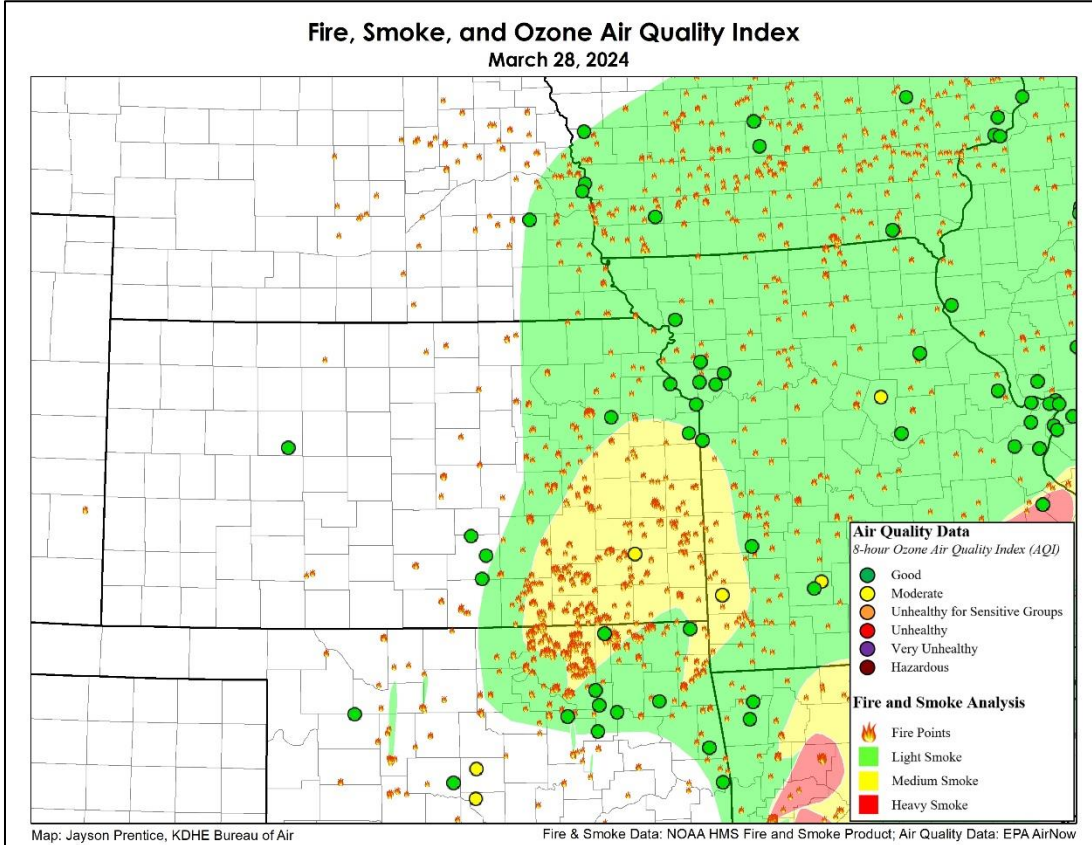 Fire, Smoke, and Ozone Air Quality Index
March 28, 2024
Air Quality Data
8-hour Ozone Air Quality Index (AQI)
Good
Moderate
Unhealthy for Sensitive Groups
Unhealthy
Very Unhealthy
Hazardous
Fire and Smoke Analysis
Fire Points
Light Smoke
Medium Smoke
Heavy Smoke
Map: Jayson Prentice, KDHE Bureau of Air
Fire & Smoke Data: NOAA HMS Fire and Smoke Product; Air Quality Data: EPA AirNow